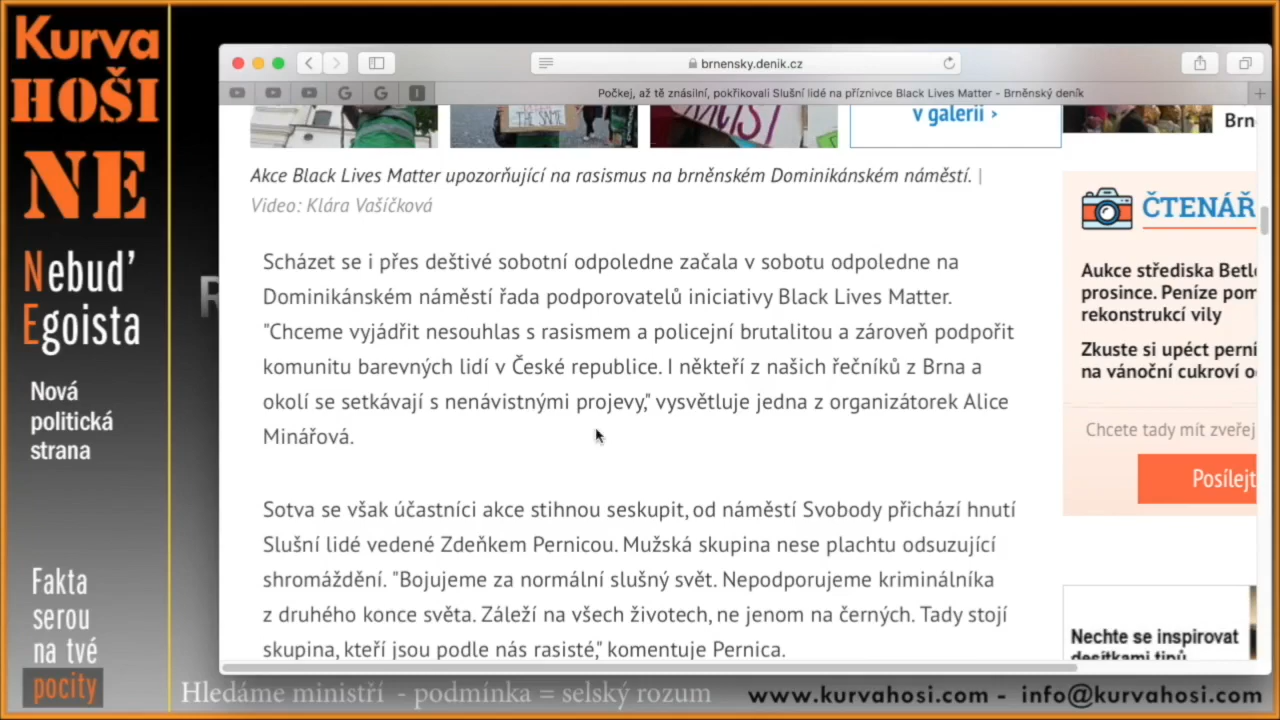 Kurva
HOŠI
NE
Nebuď
Egoista
Nová
politická
strana
Fakta
serou
na tvé
pocity
brnensky.denik.cz
Počkej, až tě znásilní, pokřikovali Slušní lidé na příznivce Black Lives Matter - Brněnský deník
THE SAME
v galerii ›
Brn
Akce Black Lives Matter upozorňující na rasismus na brněnském Dominikánském náměstí. |
Video: Klára Vašíčková
Scházet se i přes deštivé sobotní odpoledne začala v sobotu odpoledne na
Dominikánském náměstí řada podporovatelů iniciativy Black Lives Matter.
"Chceme vyjádřit nesouhlas s rasismem a policejní brutalitou a zároveň podpořit
komunitu barevných lidí v České republice. I někteří z našich řečníků z Brna a
okolí se setkávají s nenávistnými projevy," vysvětluje jedna z organizátorek Alice
Minářová.
Sotva se však účastníci akce stihnou seskupit, od náměstí Svobody přichází hnutí
Slušní lidé vedené Zdeňkem Pernicou. Mužská skupina nese plachtu odsuzující
shromáždění. "Bojujeme za normální slušný svět. Nepodporujeme kriminálníka
z druhého konce světa. Záleží na všech životech, ne jenom na černých. Tady stojí
skupina, kteří jsou podle nás rasisté," komentuje Pernica.
ČTENÁŘ
Aukce střediska Betl
prosince. Peníze pom
rekonstrukci vily
Zkuste si upéct perní
na vánoční cukroví o
Chcete tady mít zveřej
Posílejt
Nechte se inspirovat
desítkami tipů
R
Hledáme ministří - podmínka = selský rozum
www.kurvahosi.com - info@kurvahosi.com